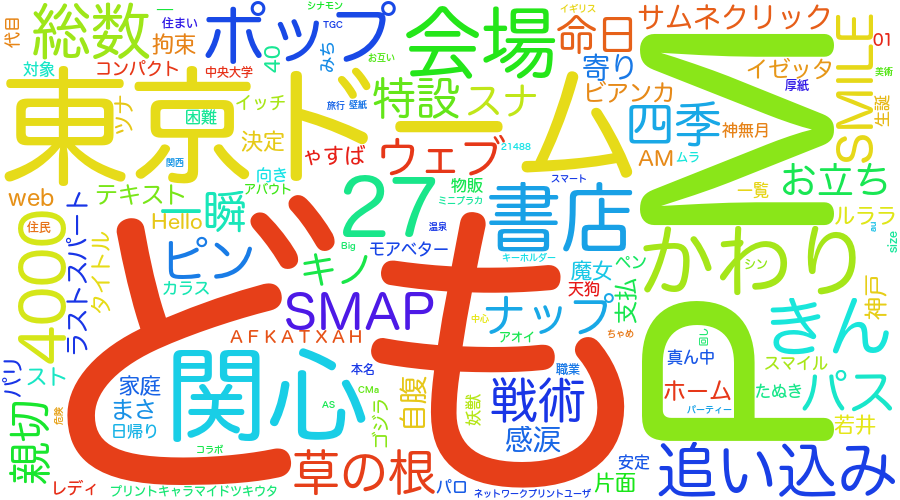 代目
総数
一
住まい
拘束
ポップ
シナモン
TGC
みち
お互い
会場
イギリス
命日
サムネクリック
SMILE
01
対象
コンパクト
中央大学
40
寄り
イゼッタ
美術
東京ドーム
ツナ
イッチ
旅行
壁紙
特設
スナ
ビアンカ
厚紙
生誕
困難
決定
ゃすば
ウェブ
21488
四季
神無月
AM
ムラ
関西
向き
スマート
お立ち
web
テキスト
アバウト
27
物販
ミニブラカ
書店
一覧
住民
Hello
一瞬
温泉
ルララ
au
size
4000
ラストスパート
タイトル
ピン
Big
モアベター
キーホルダー
かわり
シン
カラス
キノ
魔女
ペン
天狗
支払
SMAP
ナップ
中心
アオイ
ちゃめ
神戸
きん
どうも
AFKATXAH
回し
真ん中
スマイル
パリ
スト
関心
家庭
本名
職業
CMa
ホーム
たぬき
パス
まさ
AS
ゴジラ
自腹
妖獣
戦術
パーティー
親切
危険
日帰り
コラボ
感涙
若井
草の根
追い込み
安定
レディ
プリントキャラマイドツキウタ
パロ
ネットワークプリントユーザ
片面